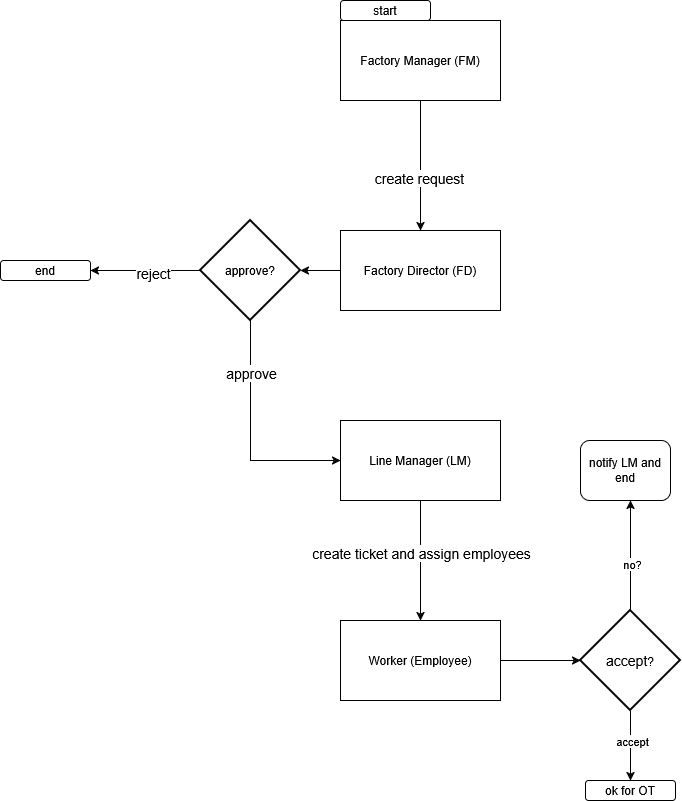 start
Factory Manager (FM)
create request
end
reject
approve?
Factory Director (FD)
approve
Line Manager (LM)
notify LM and
end
create ticket and assign employees
no?
Worker (Employee)
accept?
accept
ok for OT